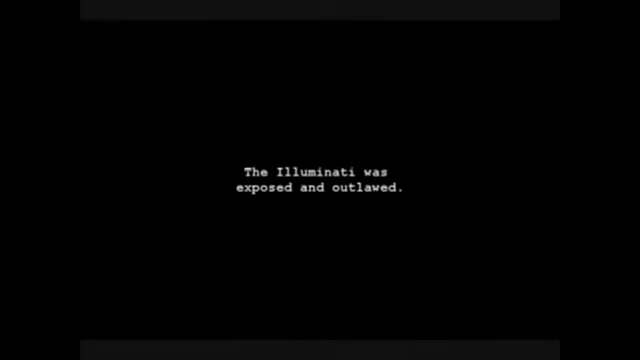 The Illuminati was
exposed and outlawed.